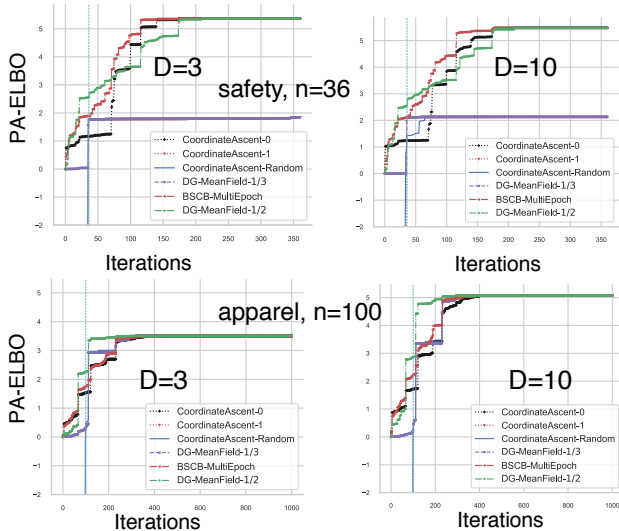 PA-ELBO
5
4
3
2
1
0
−1
−2
D=3
CoordinateAscent-0
CoordinateAscent-1
CoordinateAscent-Random
DG-MeanField-1/3
BSCB-MultiEpoch
DG-MeanField-1/2
0 50 100 150 200 250 300 350
Iterations
safety, n=36
5
4
3
2
1
0
−1
−2
D=10
CoordinateAscent-0
CoordinateAscent-1
CoordinateAscent-Random
DG-MeanField-1/3
BSCB-MultiEpoch
DG-MeanField-1/2
0 50 100 150 200 250 300 350
Iterations
PA-ELBO
5
4
3
2
1
0
−1
−2
D=3
CoordinateAscent-0
CoordinateAscent-1
CoordinateAscent-Random
DG-MeanField-1/3
BSCB-MultiEpoch
DG-MeanField-1/2
0 200 400 600 800 1000
Iterations
apparel, n=100
5
4
3
2
1
0
−1
−2
D=10
CoordinateAscent-0
CoordinateAscent-1
CoordinateAscent-Random
DG-MeanField-1/3
BSCB-MultiEpoch
DG-MeanField-1/2
0 200 400 600 800 1000
Iterations